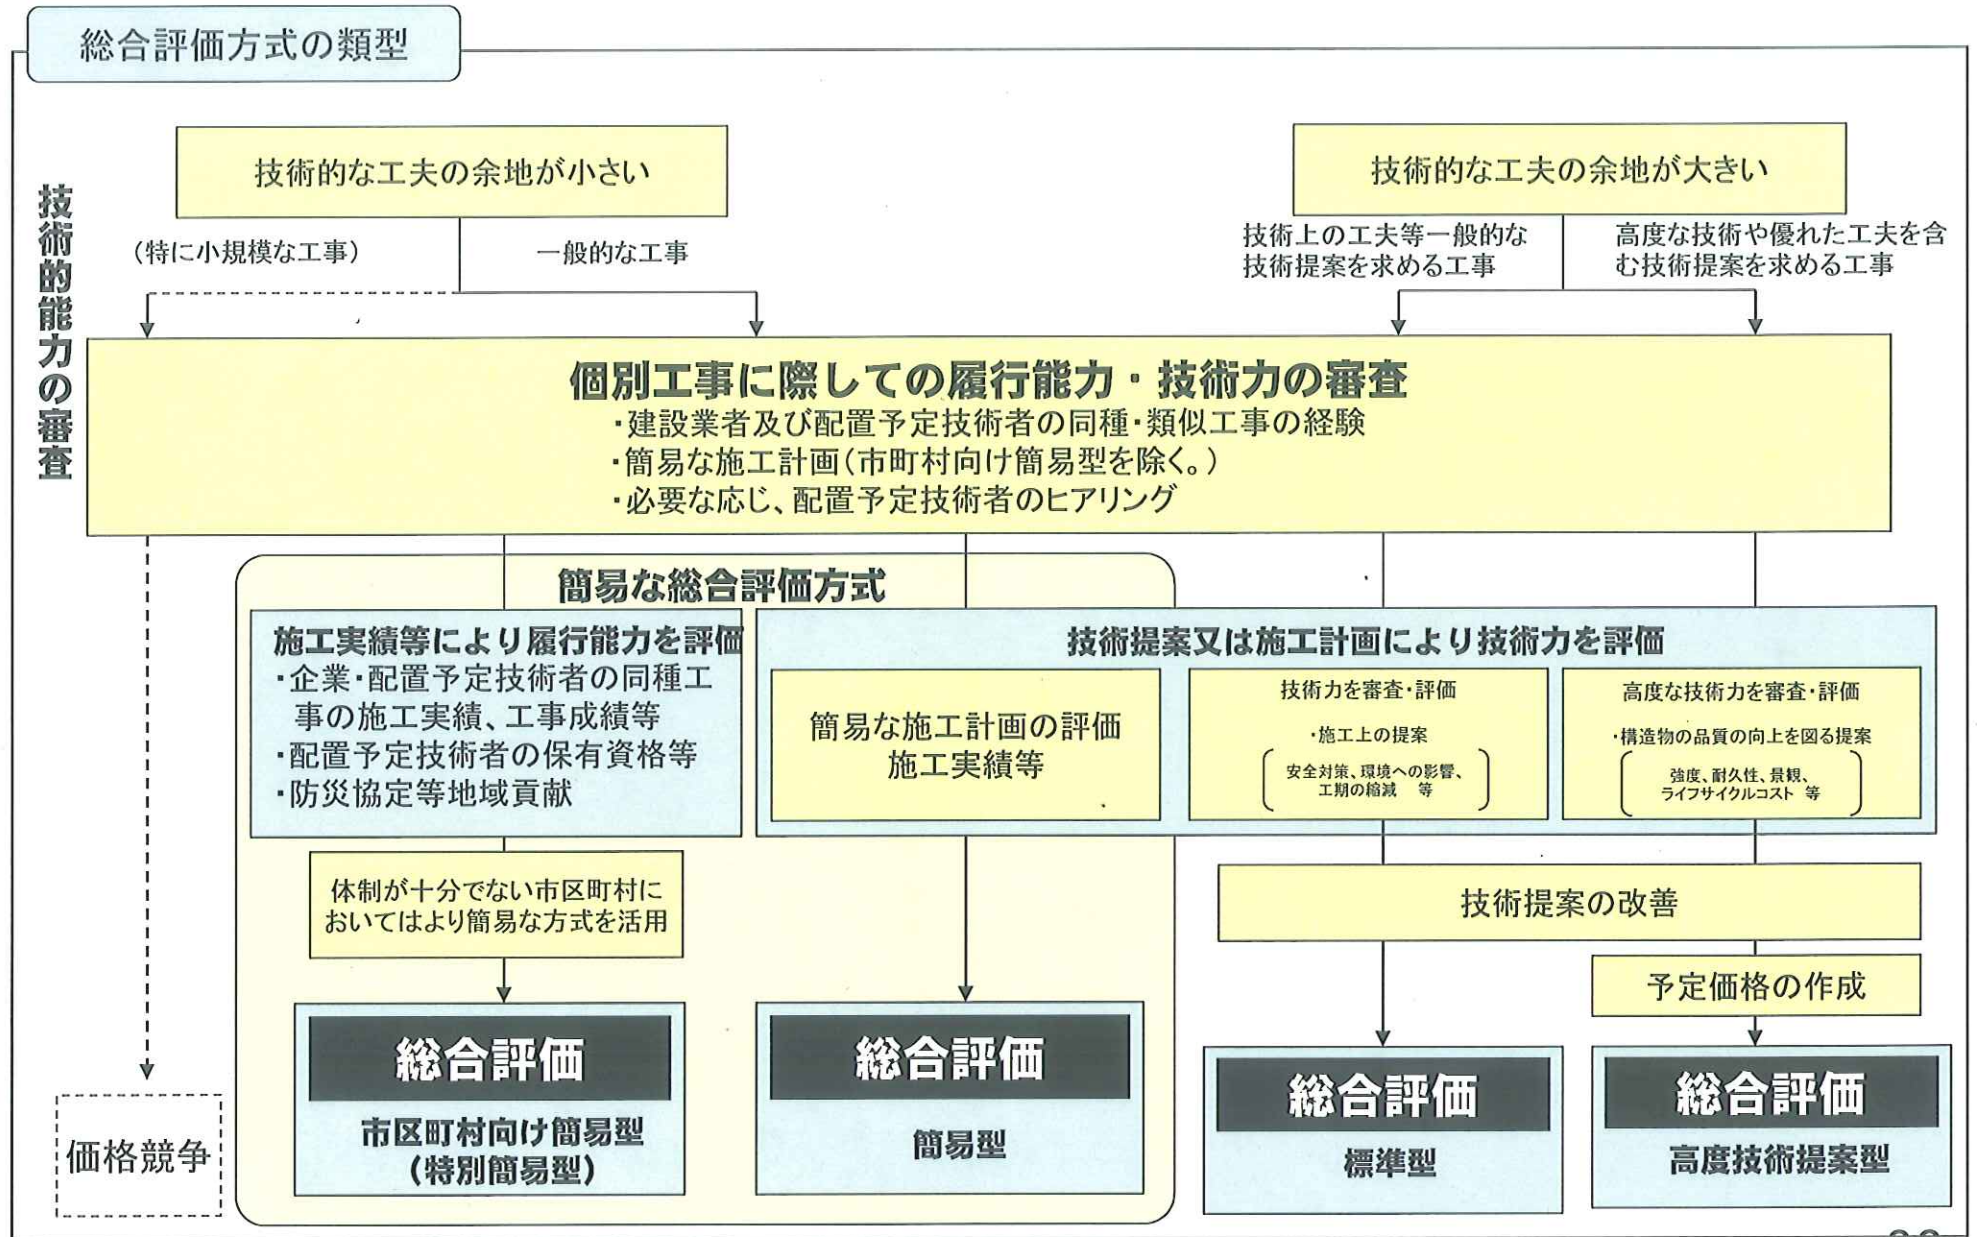 総合評価方式の類型
技術的能力の審査
技術的な工夫の余地が小さい
（特に小規模な工事）
一般的な工事
技術的な工夫の余地が大きい
技術上の工夫等一般的な
技術提案を求める工事
高度な技術や優れた工夫を含
む技術提案を求める工事
個別工事に際しての履行能力・技術力の審査
・建設業者及び配置予定技術者の同種・類似工事の経験
・簡易な施工計画（市町村向け簡易型を除く。）
・必要な応じ、配置予定技術者のヒアリング
簡易な総合評価方式
施工実績等により履行能力を評価
・企業・配置予定技術者の同種工
事の施工実績、工事成績等
・配置予定技術者の保有資格等
・防災協定等地域貢献
技術提案又は施工計画により技術力を評価
簡易な施工計画の評価
施工実績等
技術力を審査・評価
・施工上の提案
安全対策、環境への影響、
工期の縮減　等
高度な技術力を審査・評価
・構造物の品質の向上を図る提案
強度、耐久性、景観、
ライフサイクルコスト　等
体制が十分でない市区町村に
おいてはより簡易な方式を活用
技術提案の改善
予定価格の作成
価格競争
総合評価
市区町村向け簡易型
（特別簡易型）
総合評価
簡易型
総合評価
標準型
総合評価
高度技術提案型